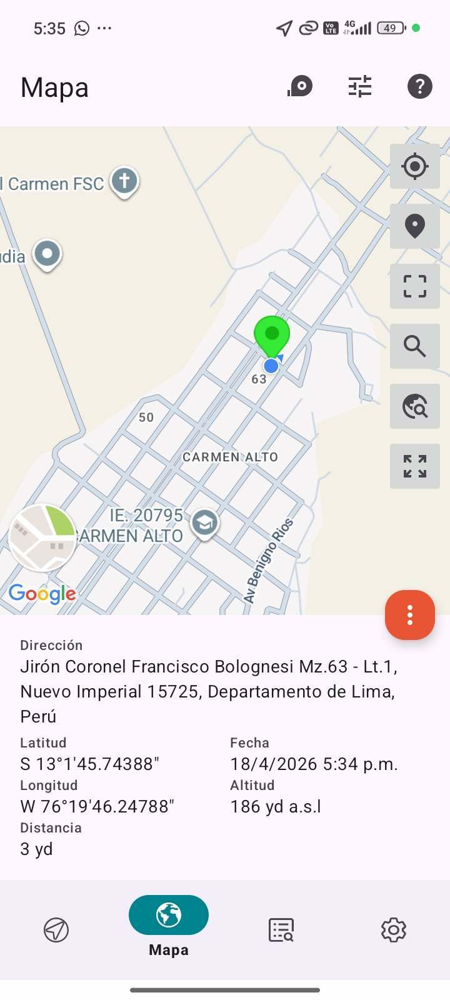 5:35
Vo LTE 4G 49
Mapa
l Carmen FSC
dia
63
50
CARMEN ALTO
IE. 20795
ARMEN ALTO
Av Benigno Rios
Google
Dirección
Jirón Coronel Francisco Bolognesi Mz.63 - Lt.1,
Nuevo Imperial 15725, Departamento de Lima,
Perú
Latitud
S 13°1'45.74388"
Fecha
18/4/2026 5:34 p.m.
Longitud
W 76°19'46.24788"
Altitud
186 yd a.s.l
Distancia
3 yd
Mapa